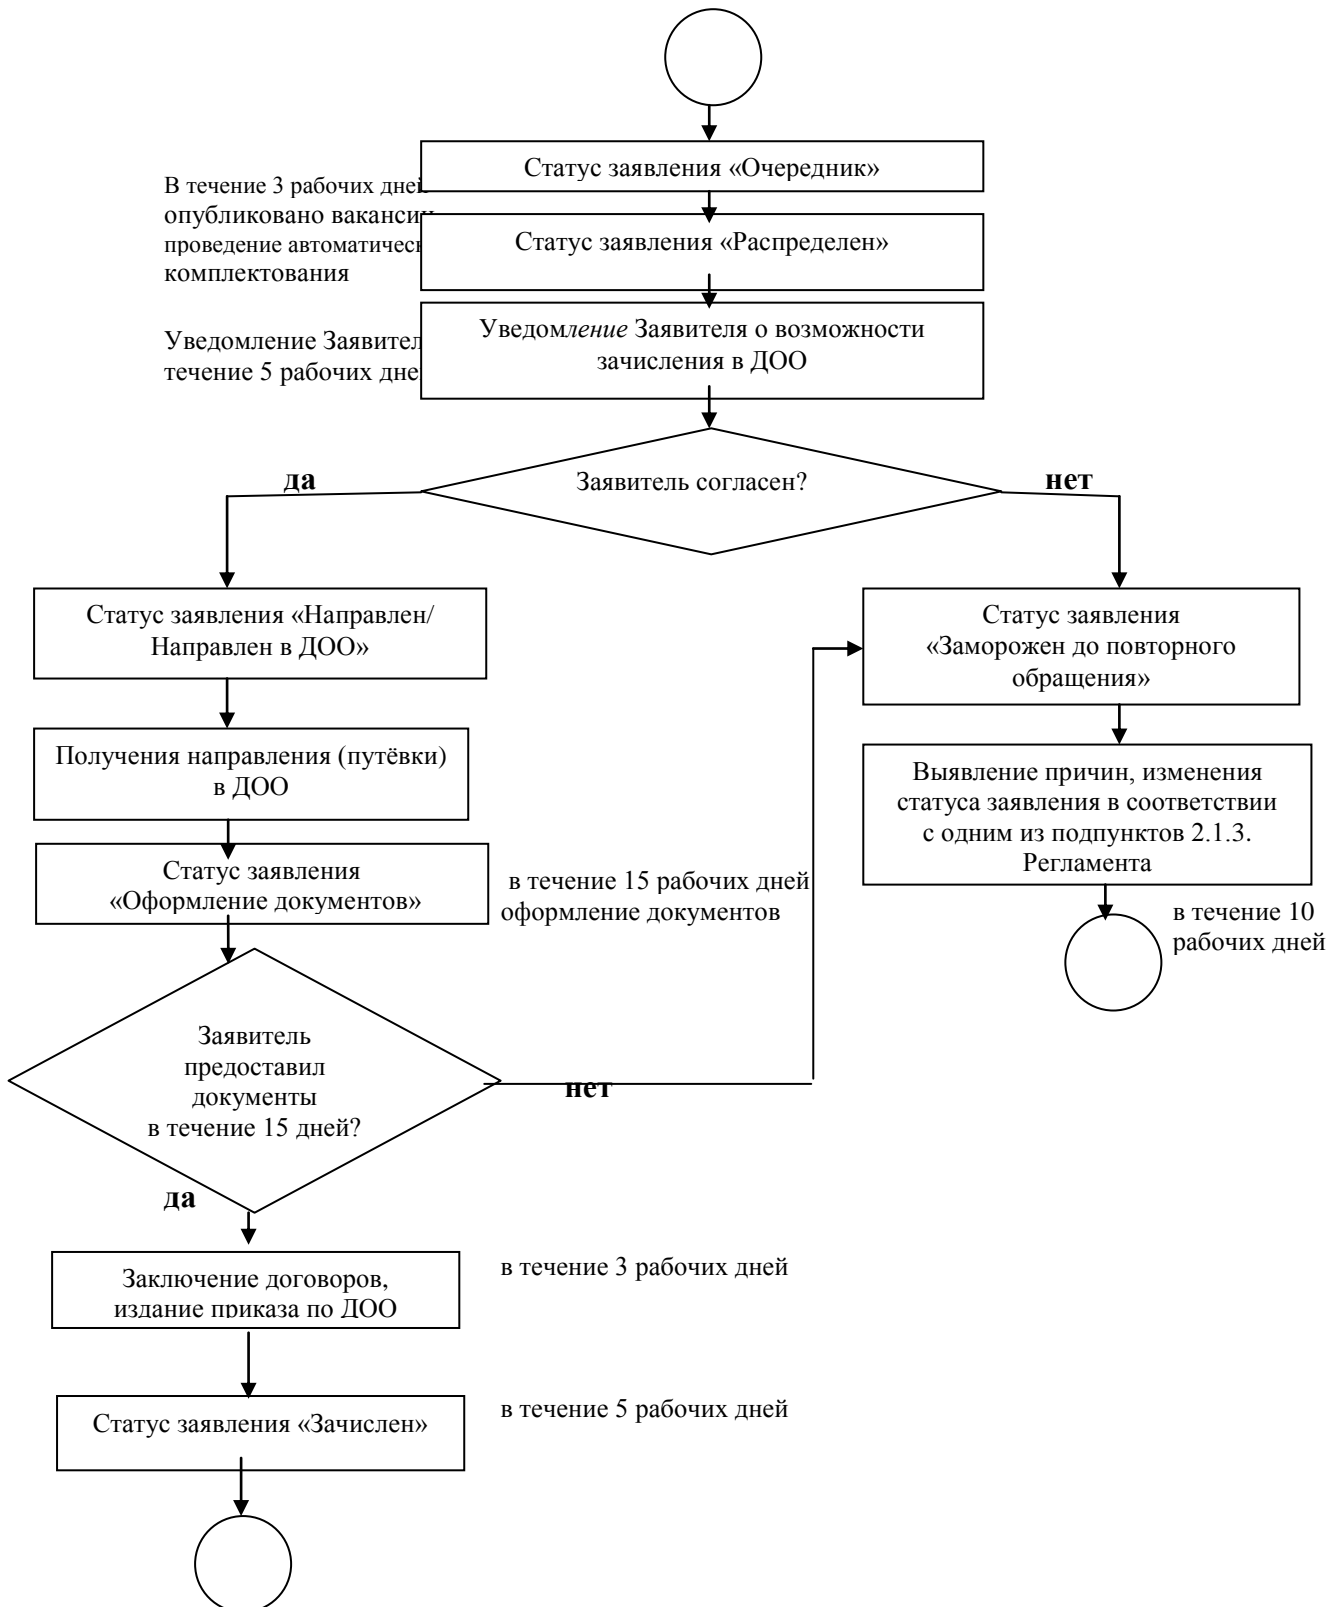 Статус заявления «Очередник»
В течение 3 рабочих дней
опубликовано вакансии
проведение автоматическ
комплектования
Статус заявления «Распределен»
Уведомление Заявител
течение 5 рабочих дне
Уведомление Заявителя о возможности
зачисления в ДОО
Заявитель согласен?
да
нет
Статус заявления «Направлен/
Направлен в ДОО»
Статус заявления
«Заморожен до повторного
обращения»
Получения направления (путёвки)
в ДОО
Выявление причин, изменения
статуса заявления в соответствии
с одним из подпунктов 2.1.3.
Регламента
Статус заявления
«Оформление документов»
в течение 15 рабочих дней
оформление документов
в течение 10
рабочих дней
Заявитель
предоставил
документы
в течение 15 дней?
нет
да
Заключение договоров,
издание приказа по ДОО
в течение 3 рабочих дней
Статус заявления «Зачислен»
в течение 5 рабочих дней